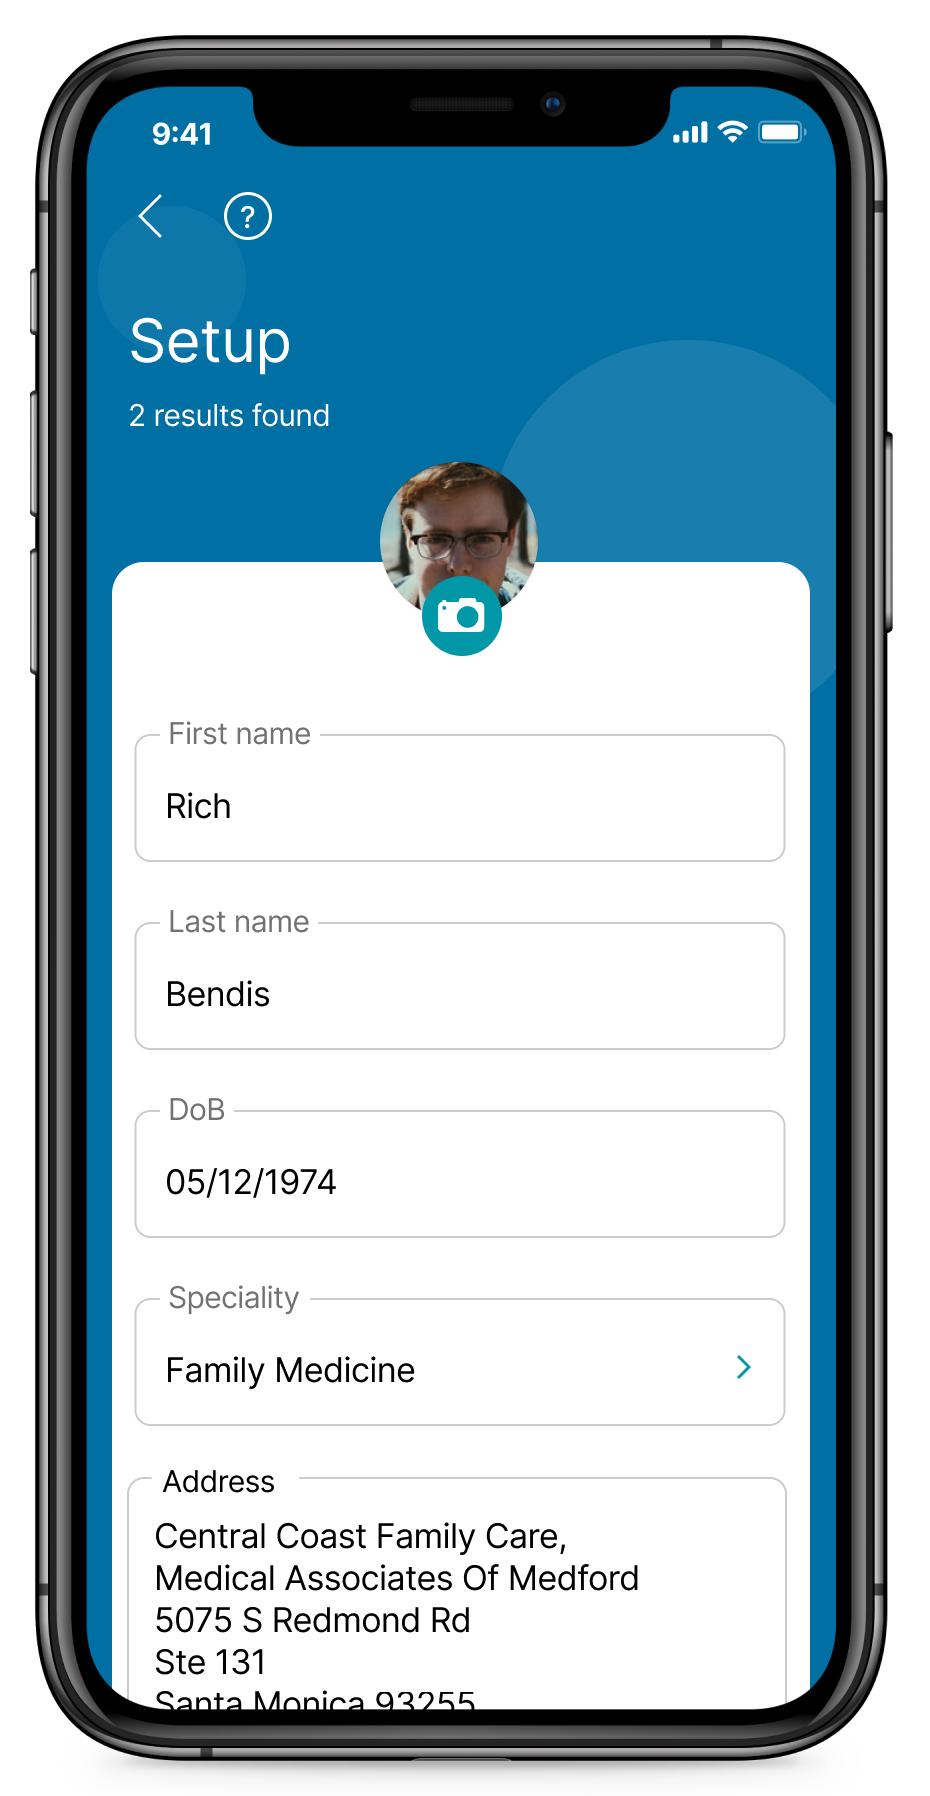 9:41
?
Setup
2 results found
First name
Rich
Last name
Bendis
DoB
05/12/1974
Speciality
Family Medicine
Address
Central Coast Family Care,
Medical Associates Of Medford
5075 S Redmond Rd
Ste 131
Santa Monica 93255